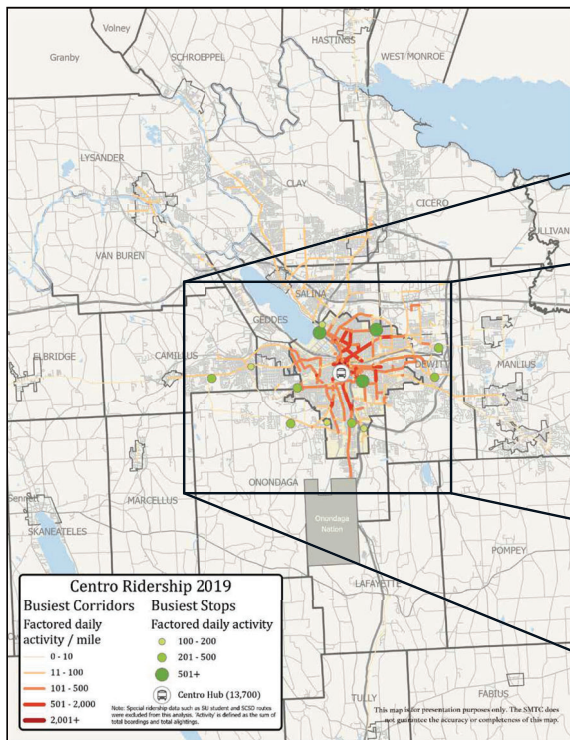 HASTINGS
Volney
Granby
SCHROEPPEL
WEST MONROE
LYSANDER
CLAY
CICERO
SULLIVAN
VAN BUREN
SALINA
GEDDES
ELBRIDGE
CAMILLUS
DEWITT
MANLIUS
ONONDAGA
MARCELLUS
Onondaga
Nation
SKANEATELES
POMPEY
LAFAYETTE
Centro Ridership 2019
Busiest Corridors
Factored daily
activity / mile
0 - 10
11 - 100
101 - 500
501 - 2,000
2,001+
Busiest Stops
Factored daily activity
100 - 200
201 - 500
501+
Centro Hub (13,700)
Note: Special ridership data such as SU student and SCSD routes
were excluded from this analysis. 'Activity' is defined as the sum of
total boardings and total alightings.
TULLY
FABIUS
This map is for presentation purposes only. The SMTC does
not guarantee the accuracy or completeness of this map.